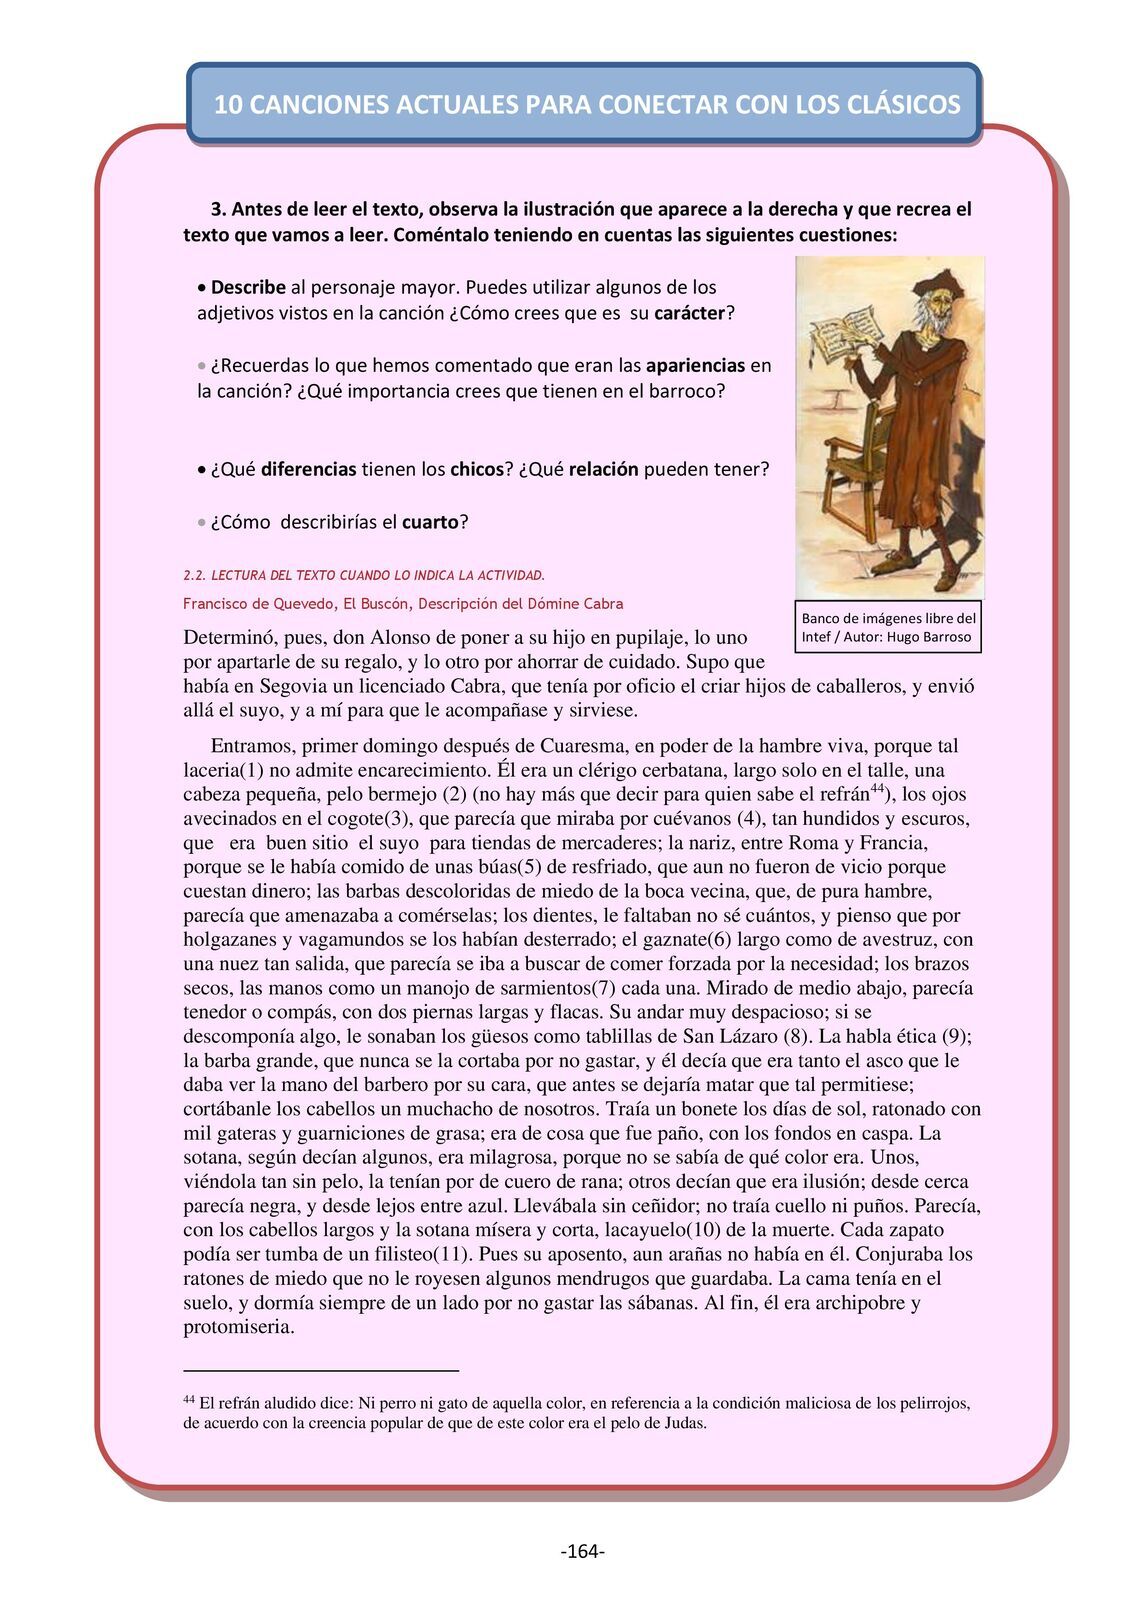 10 CANCIONES ACTUALES PARA CONECTAR CON LOS CLÁSICOS
3. Antes de leer el texto, observa la ilustración que aparece a la derecha y que recrea el
texto que vamos a leer. Coméntalo teniendo en cuentas las siguientes cuestiones:
• Describe al personaje mayor. Puedes utilizar algunos de los
adjetivos vistos en la canción ¿Cómo crees que es su carácter?
• ¿Recuerdas lo que hemos comentado que eran las apariencias en
la canción? ¿Qué importancia crees que tienen en el barroco?
• ¿Qué diferencias tienen los chicos? ¿Qué relación pueden tener?
• ¿Cómo describirías el cuarto?
Banco de imágenes libre del
Intef / Autor: Hugo Barroso
2.2. LECTURA DEL TEXTO CUANDO LO INDICA LA ACTIVIDAD.
Francisco de Quevedo, El Buscón, Descripción del Dómine Cabra
Determinó, pues, don Alonso de poner a su hijo en pupilaje, lo uno
por apartarle de su regalo, y lo otro por ahorrar de cuidado. Supo que
había en Segovia un licenciado Cabra, que tenía por oficio el criar hijos de caballeros, y envió
allá el suyo, y a mí para que le acompañase y sirviese.
Entramos, primer domingo después de Cuaresma, en poder de la hambre viva, porque tal
laceria(1) no admite encarecimiento. Él era un clérigo cerbatana, largo solo en el talle, una
cabeza pequeña, pelo bermejo (2) (no hay más que decir para quien sabe el refrán44), los ojos
avecinados en el cogote(3), que parecía que miraba por cuévanos (4), tan hundidos y escuros,
que era buen sitio el suyo para tiendas de mercaderes; la nariz, entre Roma y Francia,
porque se le había comido de unas búas(5) de resfriado, que aun no fueron de vicio porque
cuestan dinero; las barbas descoloridas de miedo de la boca vecina, que, de pura hambre,
parecía que amenazaba a comérselas; los dientes, le faltaban no sé cuántos, y pienso que por
holgazanes y vagamundos se los habían desterrado; el gaznate(6) largo como de avestruz, con
una nuez tan salida, que parecía se iba a buscar de comer forzada por la necesidad; los brazos
secos, las manos como un manojo de sarmientos(7) cada una. Mirado de medio abajo, parecía
tenedor o compás, con dos piernas largas y flacas. Su andar muy despacioso; si se
descomponía algo, le sonaban los güesos como tablillas de San Lázaro (8). La habla ética (9);
la barba grande, que nunca se la cortaba por no gastar, y él decía que era tanto el asco que le
daba ver la mano del barbero por su cara, que antes se dejaría matar que tal permitiese;
cortábanle los cabellos un muchacho de nosotros. Traía un bonete los días de sol, ratonado con
mil gateras y guarniciones de grasa; era de cosa que fue paño, con los fondos en caspa. La
sotana, según decían algunos, era milagrosa, porque no se sabía de qué color era. Unos,
viéndola tan sin pelo, la tenían por de cuero de rana; otros decían que era ilusión; desde cerca
parecía negra, y desde lejos entre azul. Llevábala sin ceñidor; no traía cuello ni puños. Parecía,
con los cabellos largos y la sotana mísera y corta, lacayuelo(10) de la muerte. Cada zapato
podía ser tumba de un filisteo(11). Pues su aposento, aun arañas no había en él. Conjuraba los
ratones de miedo que no le royesen algunos mendrugos que guardaba. La cama tenía en el
suelo, y dormía siempre de un lado por no gastar las sábanas. Al fin, él era archipobre y
protomiseria.
44 El refrán aludido dice: Ni perro ni gato de aquella color, en referencia a la condición maliciosa de los pelirrojos,
de acuerdo con la creencia popular de que de este color era el pelo de Judas.
-164-